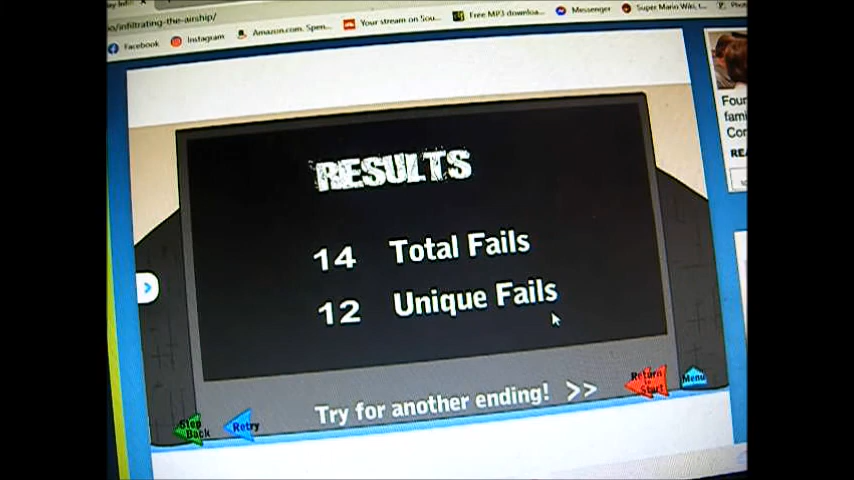 o/infiltrating-the-airship/
Facebook Instagram Amazon.com. Spen... Your stream on Sou... Free MP3 downloa... Messenger Super Mario Wiki, t...
RESULTS
14 Total Fails
12 Unique Fails
Try for another ending! >>
Step Back
Retry
Return to Start
Menu
Four
fami
Con
REA